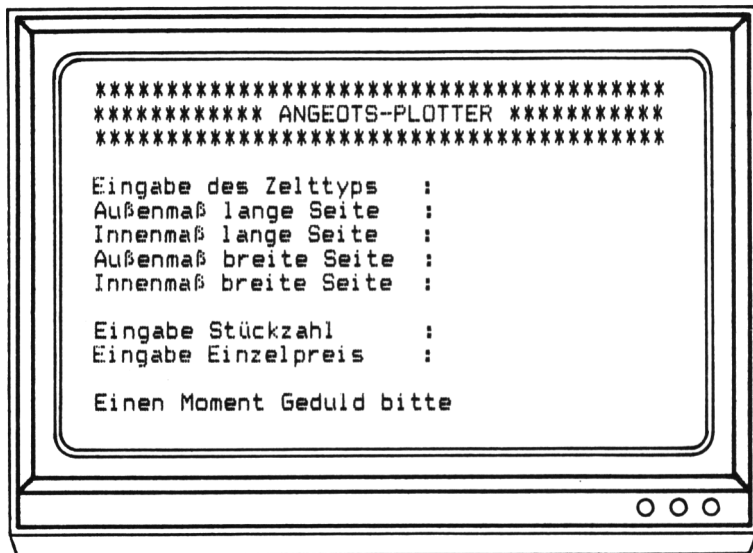 ****************************************
************ ANGEOTS-PLOTTER ***********
****************************************
Eingabe des Zelttyps :
Außenmaß lange Seite :
Innenmaß lange Seite :
Außenmaß breite Seite :
Innenmaß breite Seite :
Eingabe Stückzahl :
Eingabe Einzelpreis :
Einen Moment Geduld bitte